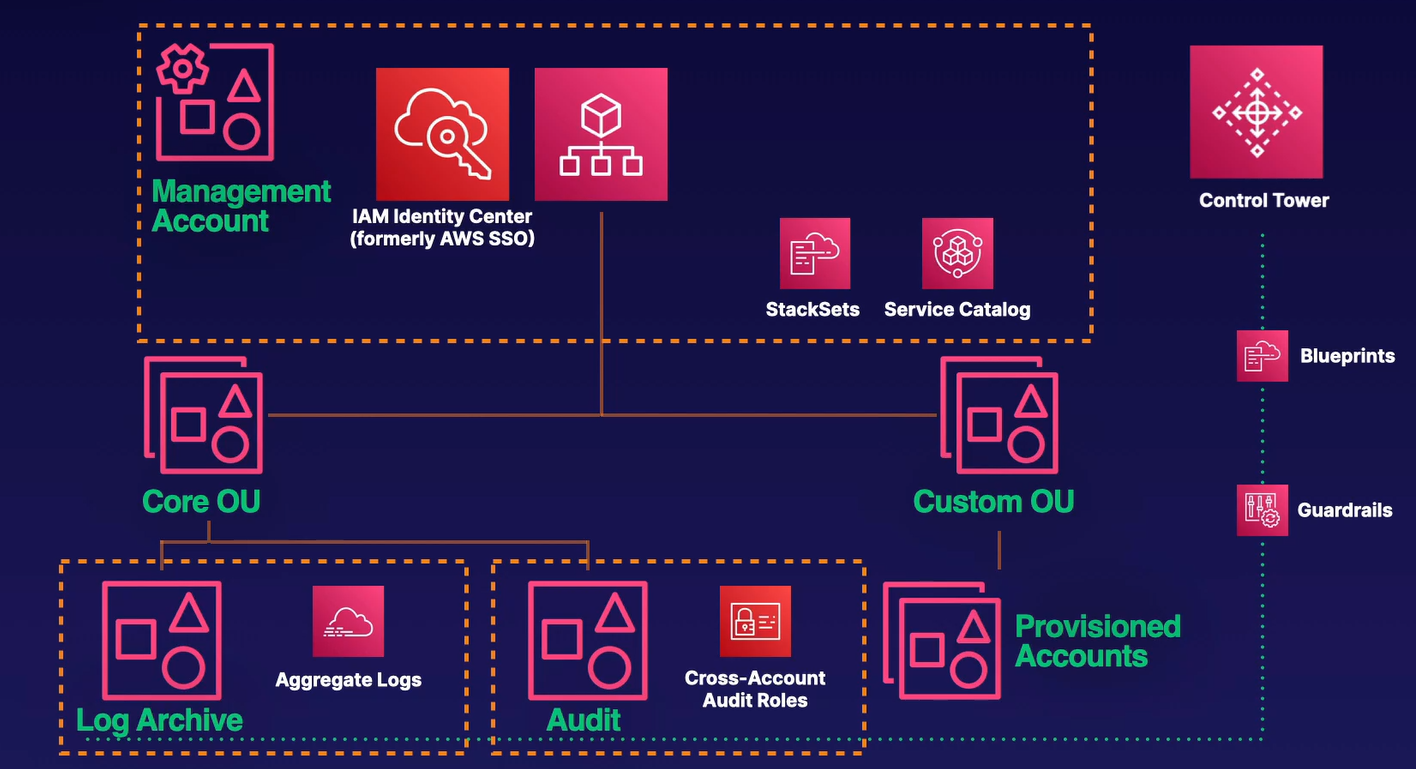 Management
Account
IAM Identity Center
(formerly AWS SSO)
StackSets
Service Catalog
Control Tower
Blueprints
Guardrails
Core OU
Custom OU
Log Archive
Aggregate Logs
Audit
Cross-Account
Audit Roles
Provisioned
Accounts